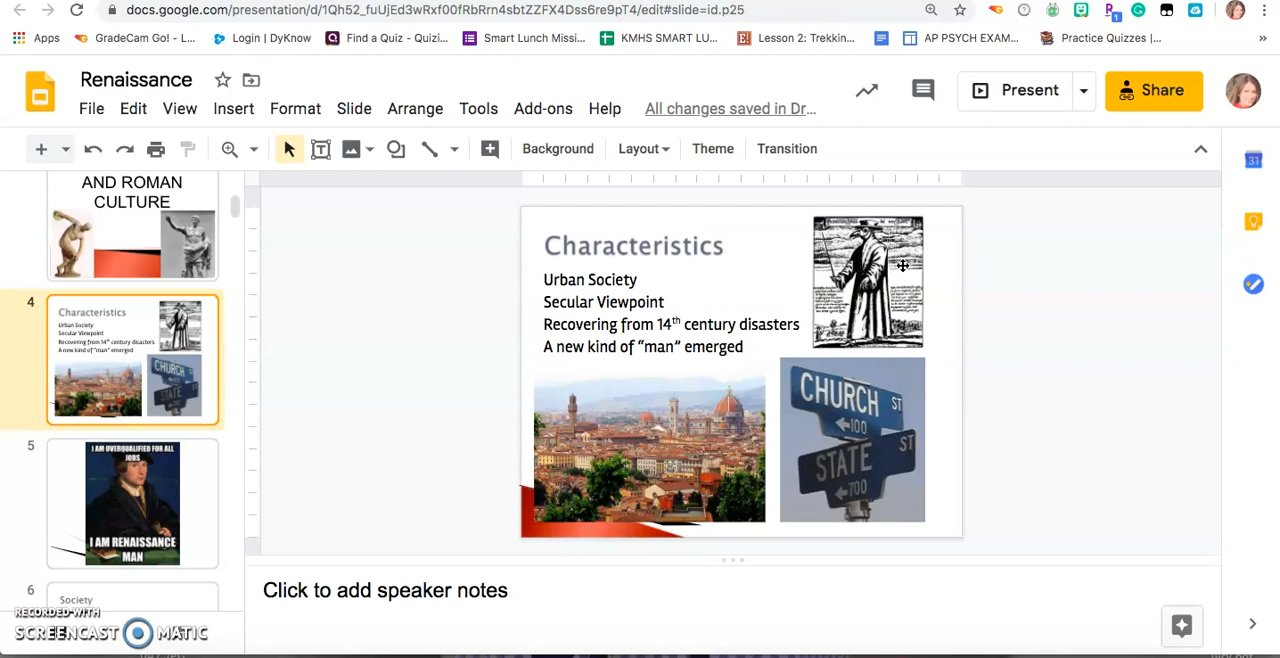 docs.google.com/presentation/d/1Qh52_fuUjEd3wRxf00fRbRrn4sbtZZFX4Dss6re9pT4/edit#slide=id.p25
Apps GradeCam Go! - L... Login | DyKnow Find a Quiz - Quizi... Smart Lunch Missi... KMHS SMART LU... Lesson 2: Trekkin... AP PSYCH EXAM... Practice Quizzes |... »
Renaissance
File Edit View Insert Format Slide Arrange Tools Add-ons Help All changes saved in Dr...
Present
Share
Background Layout Theme Transition
31
AND ROMAN
CULTURE
4
Characteristics
Urban Society
Secular Viewpoint
Recovering from 14th century disasters
A new kind of "man" emerged
CHURCH ST
STATE
5
I AM OVERQUALIFIED FOR ALL
JOBS
I AM RENAISSANCE
MAN
6
Society
Characteristics
Urban Society
Secular Viewpoint
Recovering from 14th century disasters
A new kind of “man” emerged
CHURCH ST
←100
STATE ST
←700
Click to add speaker notes
RECORDED WITH
SCREENCAST MATIC